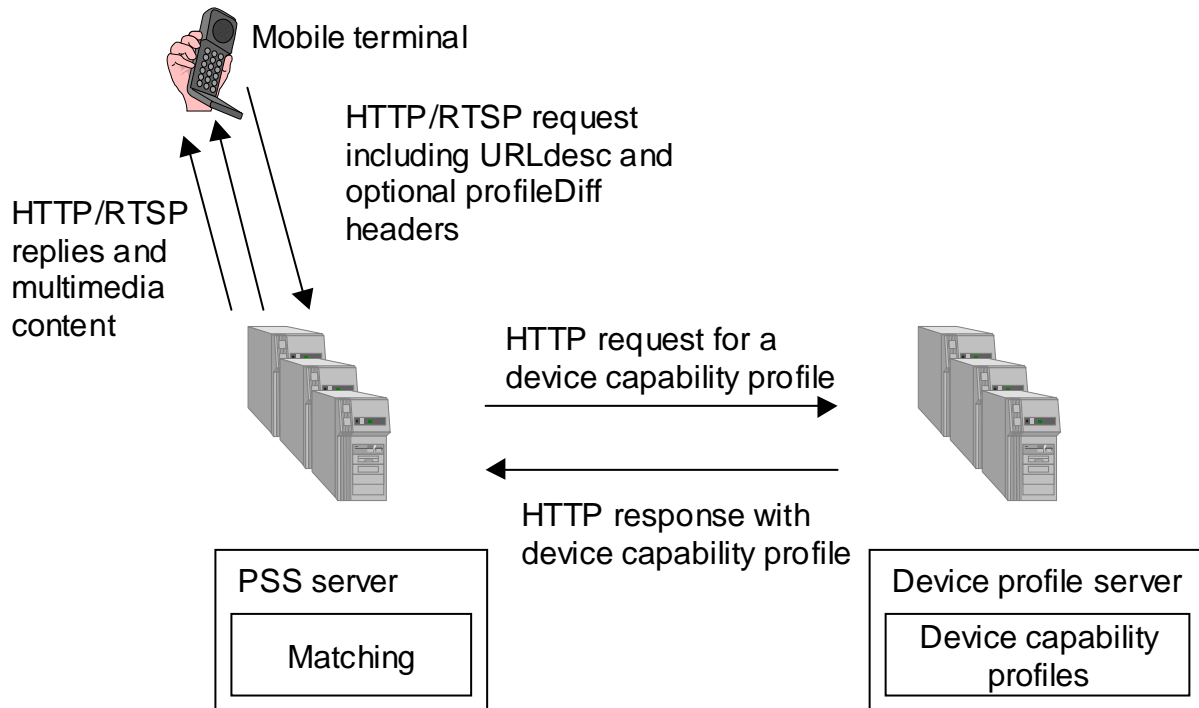 Mobile terminal
HTTP/RTSP request
including URLdesc and
optional profileDiff
headers
HTTP/RTSP
replies and
multimedia
content
HTTP request for a
device capability profile
HTTP response with
device capability profile
PSS server
Matching
Device profile server
Device capability
profiles